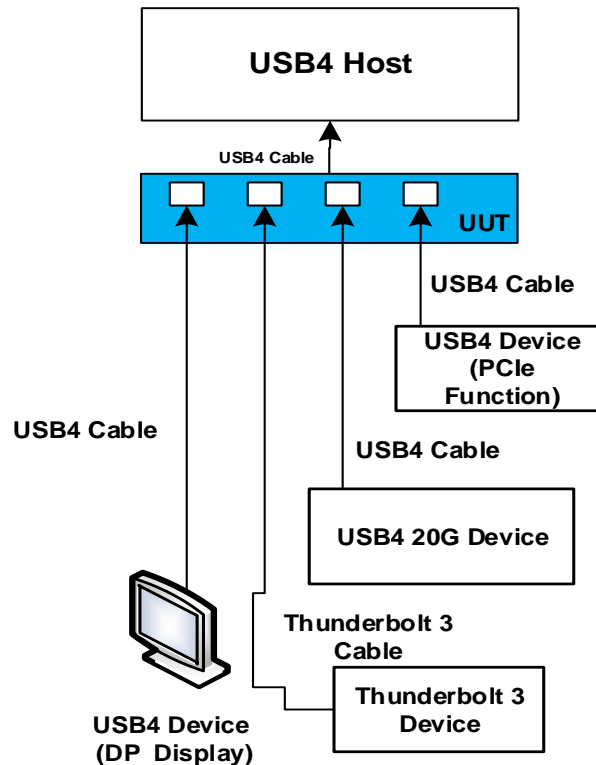 USB4 Host
USB4 Cable
UUT
USB4 Cable
USB4 Device
(PCIe
Function)
USB4 Cable
USB4 Cable
USB4 20G Device
Thunderbolt 3
Cable
Thunderbolt 3
Device
USB4 Device
(DP Display)